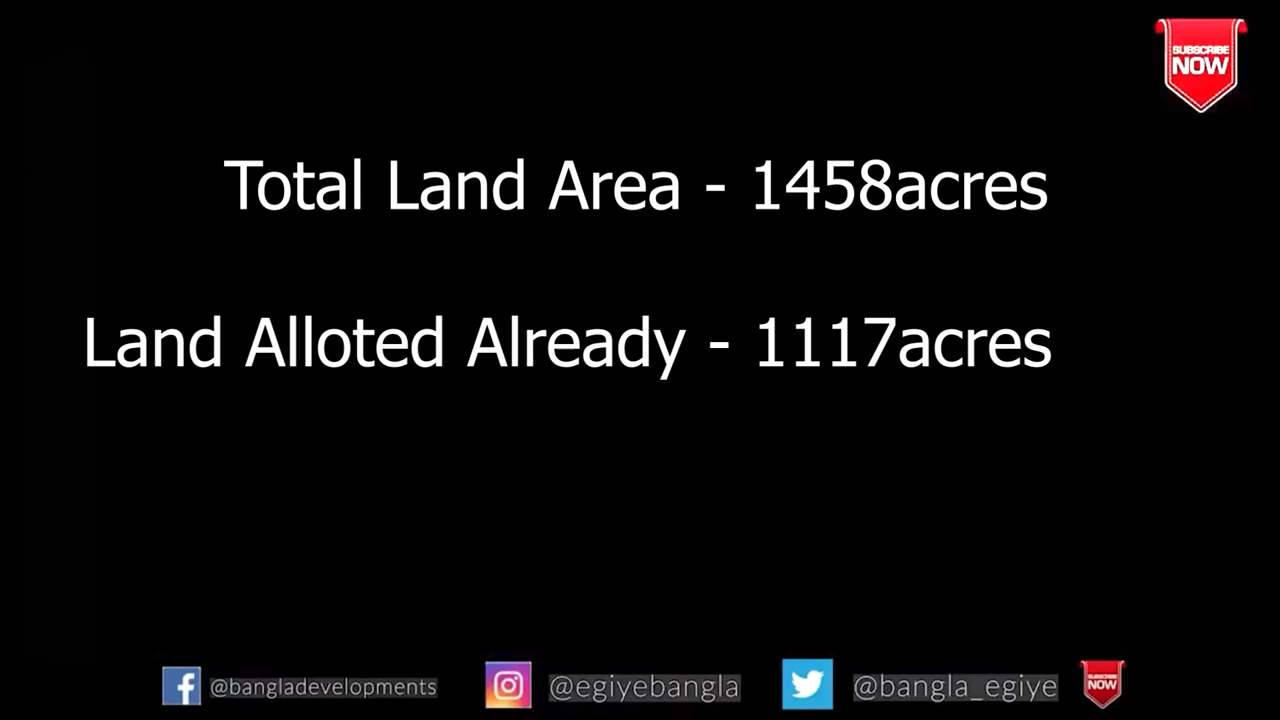 SUBSCRIBE
NOW
Total Land Area - 1458acres
Land Alloted Already - 1117acres
@bangladevelopments @egiyebangla @bangla_egiye NOW